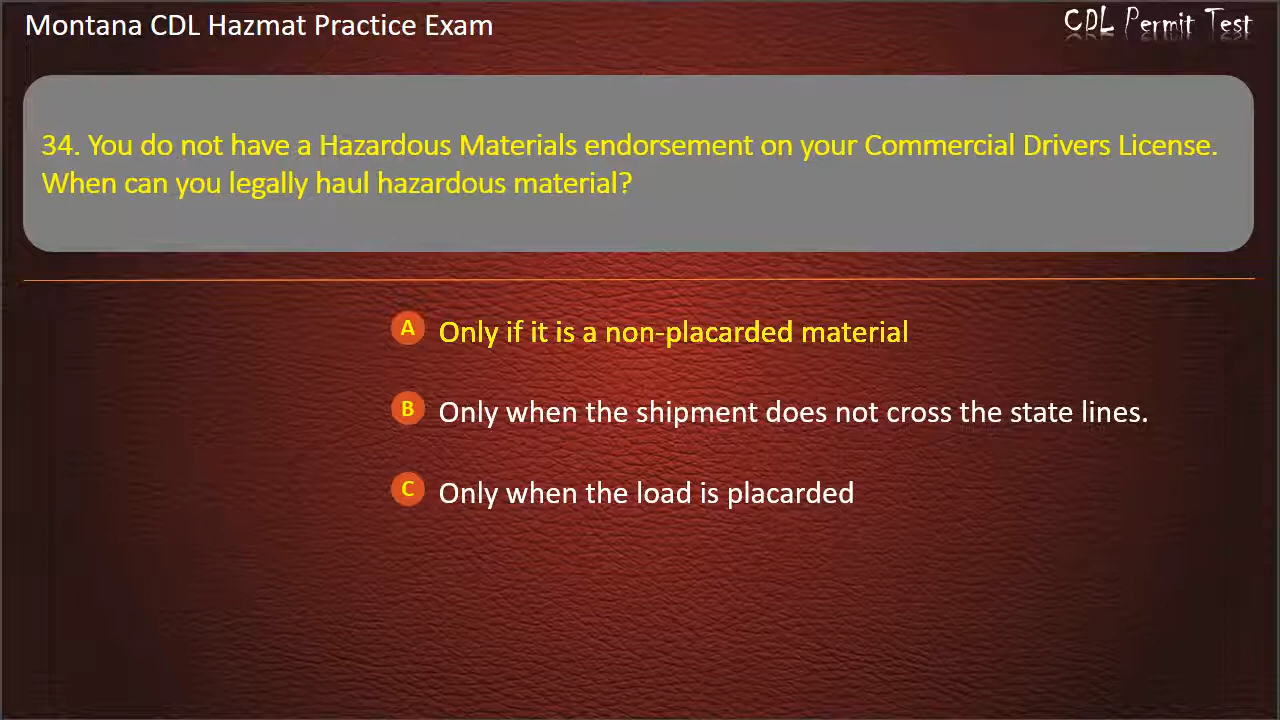 Montana CDL Hazmat Practice Exam
CDL Permit Test
34. You do not have a Hazardous Materials endorsement on your Commercial Drivers License.
When can you legally haul hazardous material?
A Only if it is a non-placarded material
B Only when the shipment does not cross the state lines.
C Only when the load is placarded